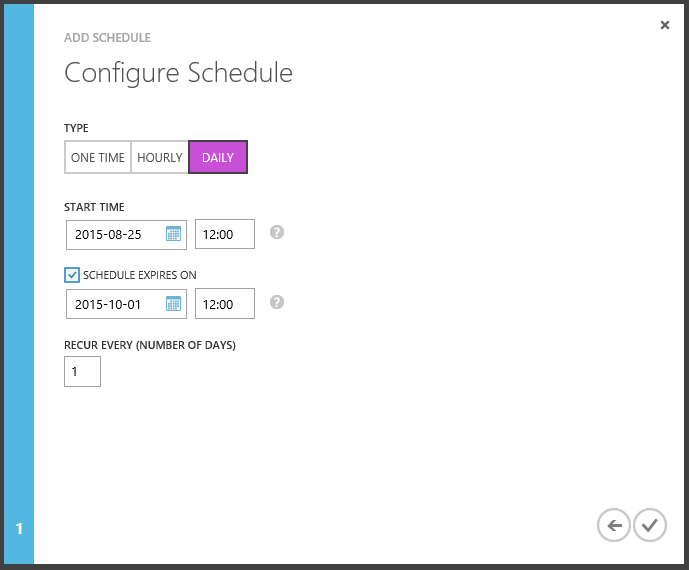 ADD SCHEDULE
Configure Schedule
TYPE
ONE TIME HOURLY DAILY
START TIME
2015-08-25 12:00 ?
SCHEDULE EXPIRES ON
2015-10-01 12:00 ?
RECUR EVERY (NUMBER OF DAYS)
1
1